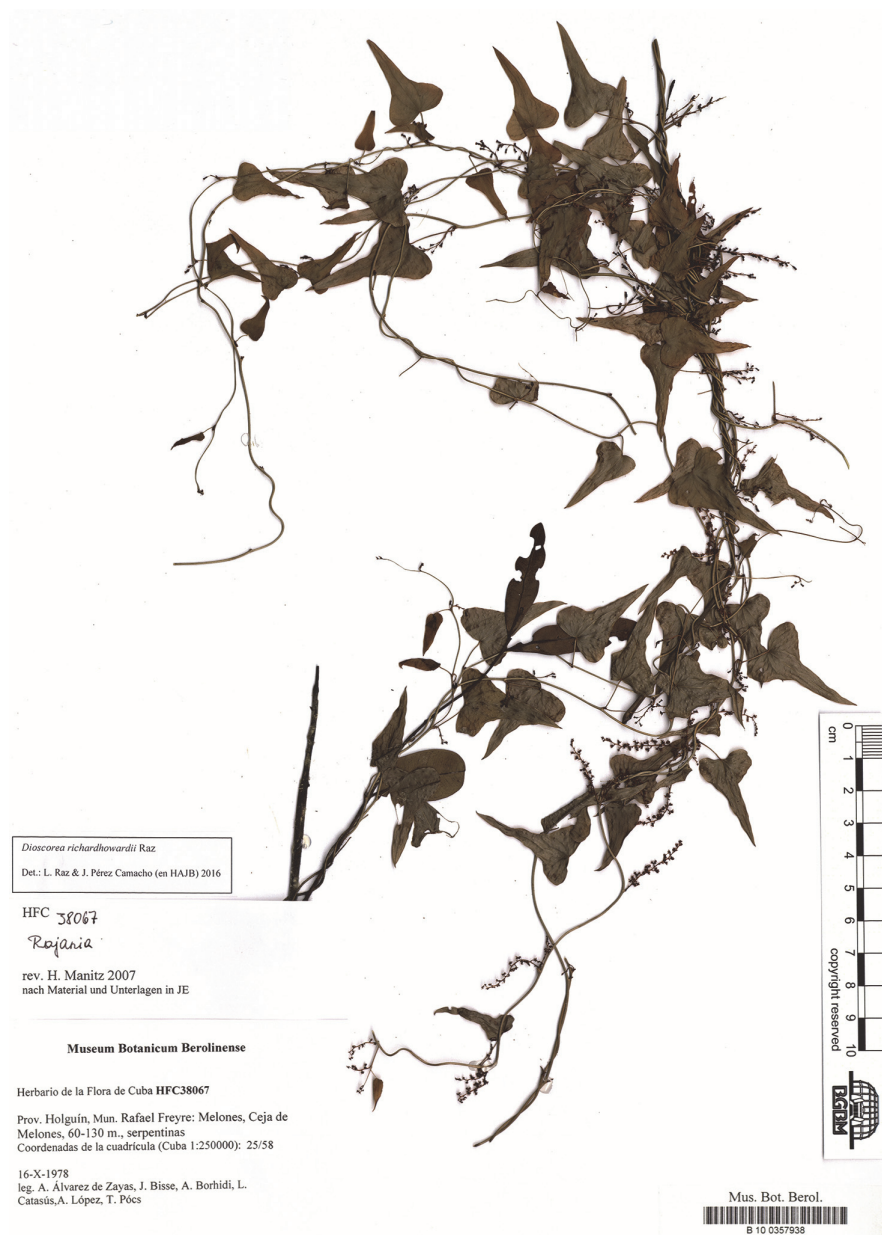 Dioscorea richardhowardii Raz
Det.: L. Raz & J. Pérez Camacho (en HAJB) 2016
HFC 38067
Rajania
rev. H. Manitz 2007
nach Material und Unterlagen in JE
Museum Botanicum Berolinense
Herbario de la Flora de Cuba HFC38067
Prov. Holguín, Mun. Rafael Freyre: Melones, Ceja de
Melones, 60-130 m., serpentinas
Coordenadas de la cuadrícula (Cuba 1:250000): 25/58
16-X-1978
leg. A. Álvarez de Zayas, J. Bisse, A. Borhidi, L.
Catasús,A. López, T. Pócs
0 1 2 3 4 5 6 7 8 9 10
cm
copyright reserved
BGBM
Mus. Bot. Berol.
B 10 0357938